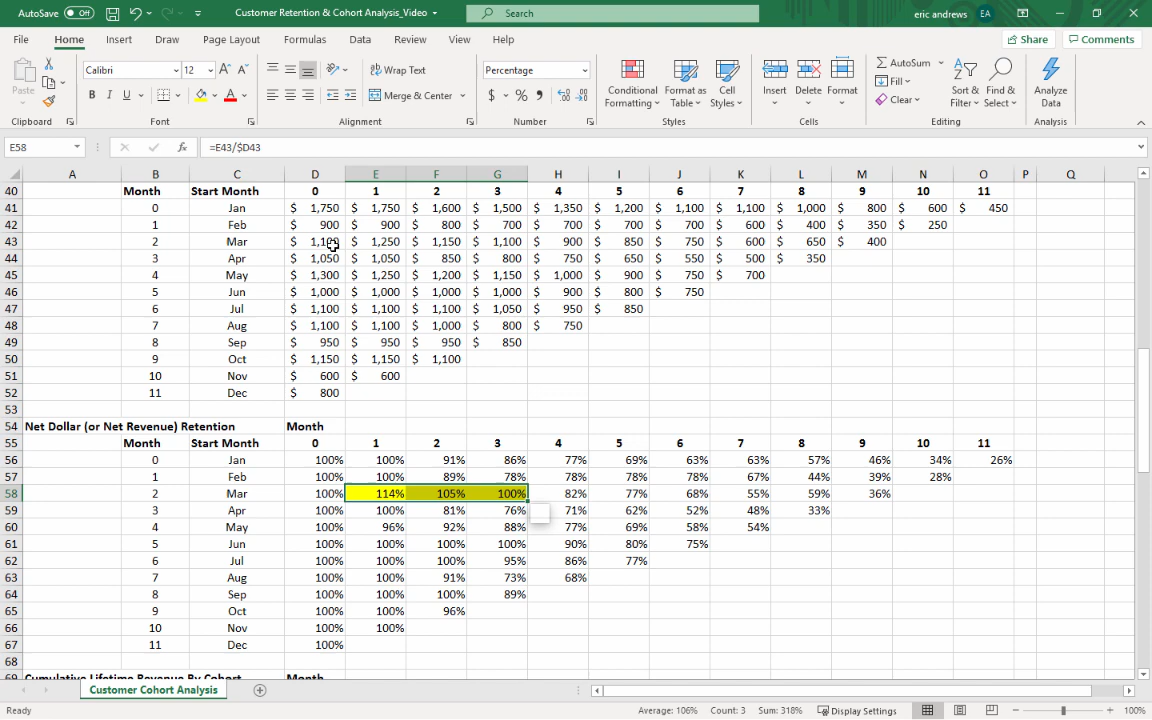 AutoSave Off Customer Retention & Cohort Analysis_Video Search eric andrews EA
File Home Insert Draw Page Layout Formulas Data Review View Help Share Comments
Paste Calibri 12 A A Wrap Text Percentage Conditional Formatting Format as Table Cell Styles Insert Delete Format AutoSum Sort & Filter Find & Select Analyze Data
B I U A Merge & Center $ % , Fill Clear
Clipboard Font Alignment Number Styles Cells Editing Analysis
E58 fx =E43/$D43
A B C D E F G H I J K L M N O P Q
40 Month Start Month 0 1 2 3 4 5 6 7 8 9 10 11
41 0 Jan $ 1,750 $ 1,750 $ 1,600 $ 1,500 $ 1,350 $ 1,200 $ 1,100 $ 1,100 $ 1,000 $ 800 $ 600 $ 450
42 1 Feb $ 900 $ 900 $ 800 $ 700 $ 700 $ 700 $ 700 $ 600 $ 400 $ 350 $ 250
43 2 Mar $ 1,100 $ 1,250 $ 1,150 $ 1,100 $ 900 $ 850 $ 750 $ 600 $ 650 $ 400
44 3 Apr $ 1,050 $ 1,050 $ 850 $ 800 $ 750 $ 650 $ 550 $ 500 $ 350
45 4 May $ 1,300 $ 1,250 $ 1,200 $ 1,150 $ 1,000 $ 900 $ 750 $ 700
46 5 Jun $ 1,000 $ 1,000 $ 1,000 $ 1,000 $ 900 $ 800 $ 750
47 6 Jul $ 1,100 $ 1,100 $ 1,100 $ 1,050 $ 950 $ 850
48 7 Aug $ 1,100 $ 1,100 $ 1,000 $ 800 $ 750
49 8 Sep $ 950 $ 950 $ 950 $ 850
50 9 Oct $ 1,150 $ 1,150 $ 1,100
51 10 Nov $ 600 $ 600
52 11 Dec $ 800
53
54 Net Dollar (or Net Revenue) Retention Month
55 Month Start Month 0 1 2 3 4 5 6 7 8 9 10 11
56 0 Jan 100% 100% 91% 86% 77% 69% 63% 63% 57% 46% 34% 26%
57 1 Feb 100% 100% 89% 78% 78% 78% 78% 67% 44% 39% 28%
58 2 Mar 100% 114% 105% 100% 82% 77% 68% 55% 59% 36%
59 3 Apr 100% 100% 81% 76% 71% 62% 52% 48% 33%
60 4 May 100% 96% 92% 88% 77% 69% 58% 54%
61 5 Jun 100% 100% 100% 100% 90% 80% 75%
62 6 Jul 100% 100% 100% 95% 86% 77%
63 7 Aug 100% 100% 91% 73% 68%
64 8 Sep 100% 100% 100% 89%
65 9 Oct 100% 100% 96%
66 10 Nov 100% 100%
67 11 Dec 100%
68
69 Cumulative Lifetime Revenue By Cohort Month
Customer Cohort Analysis
Ready Average: 106% Count: 3 Sum: 318% Display Settings 100%